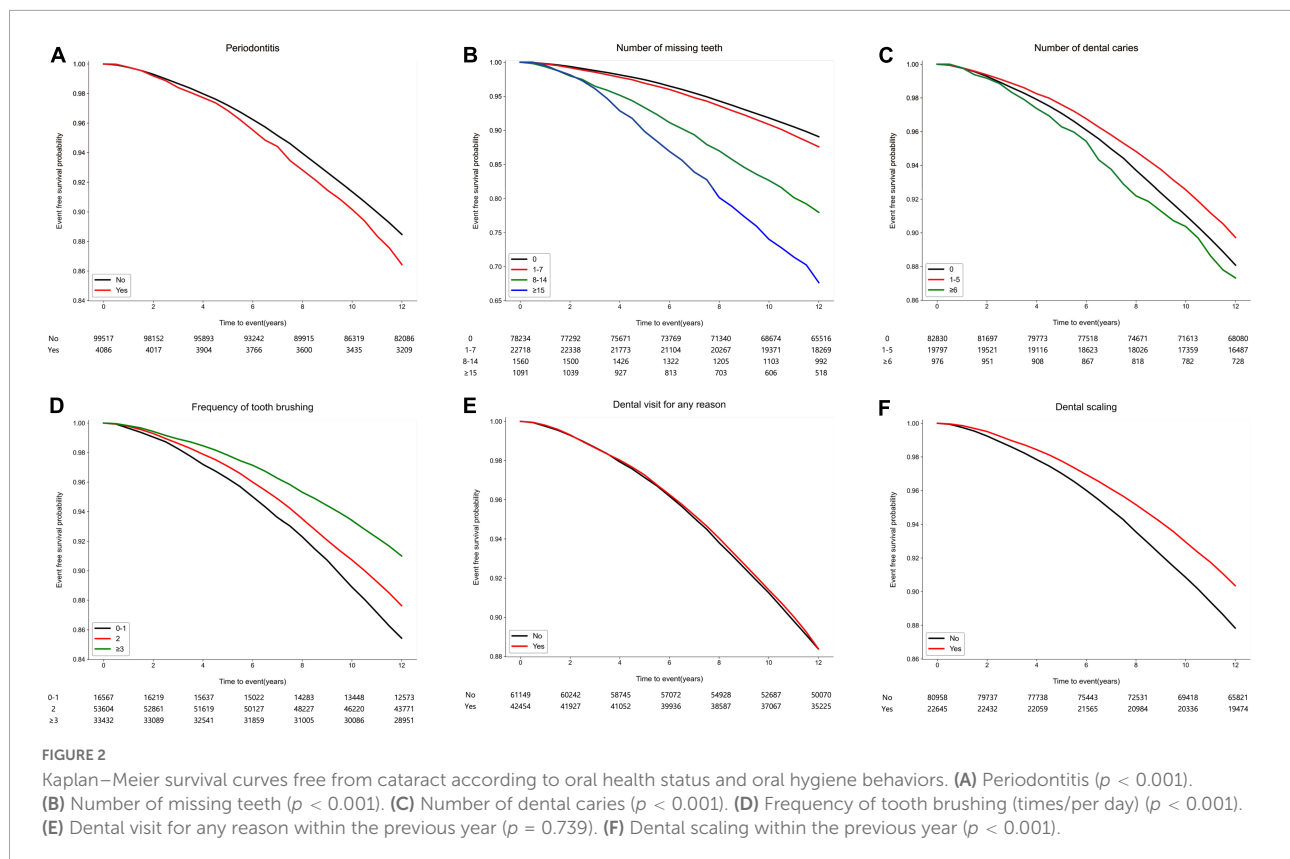 A
Periodontitis
Event free survival probability
1.00
0.98
0.96
0.94
0.92
0.90
0.88
0.86
0.84
No
Yes
0 2 4 6 8 10 12
Time to event(years)
No 99517 98152 95893 93242 89915 86319 82086
Yes 4086 4017 3904 3766 3600 3435 3209
B
Number of missing teeth
Event free survival probability
1.00
0.95
0.90
0.85
0.80
0.75
0.70
0.65
0
1-7
8-14
≥15
0 2 4 6 8 10 12
Time to event(years)
0 78234 77292 75671 73769 71340 68674 65516
1-7 22718 22338 21773 21104 20267 19371 18269
8-14 1560 1500 1426 1322 1205 1103 992
≥15 1091 1039 927 813 703 606 518
C
Number of dental caries
Event free survival probability
1.00
0.98
0.96
0.94
0.92
0.90
0.88
0.86
0
1-5
≥6
0 2 4 6 8 10 12
Time to event(years)
0 82830 81697 79773 77518 74671 71613 68080
1-5 19797 19521 19116 18623 18026 17359 16487
≥6 976 951 908 867 818 782 728
D
Frequency of tooth brushing
Event free survival probability
1.00
0.98
0.96
0.94
0.92
0.90
0.88
0.86
0.84
0-1
2
≥3
0 2 4 6 8 10 12
Time to event(years)
0-1 16567 16219 15637 15022 14283 13448 12573
2 53604 52861 51619 50127 48227 46220 43771
≥3 33432 33089 32541 31859 31005 30086 28951
E
Dental visit for any reason
Event free survival probability
1.00
0.98
0.96
0.94
0.92
0.90
0.88
No
Yes
0 2 4 6 8 10 12
Time to event(years)
No 61149 60242 58745 57072 54928 52687 50070
Yes 42454 41927 41052 39936 38587 37067 35225
F
Dental scaling
Event free survival probability
1.00
0.98
0.96
0.94
0.92
0.90
0.88
0.86
No
Yes
0 2 4 6 8 10 12
Time to event(years)
No 80958 79737 77738 75443 72531 69418 65821
Yes 22645 22432 22059 21565 20984 20336 19474
FIGURE 2
Kaplan–Meier survival curves free from cataract according to oral health status and oral hygiene behaviors. (A) Periodontitis (p < 0.001).
(B) Number of missing teeth (p < 0.001). (C) Number of dental caries (p < 0.001). (D) Frequency of tooth brushing (times/per day) (p < 0.001).
(E) Dental visit for any reason within the previous year (p = 0.739). (F) Dental scaling within the previous year (p < 0.001).